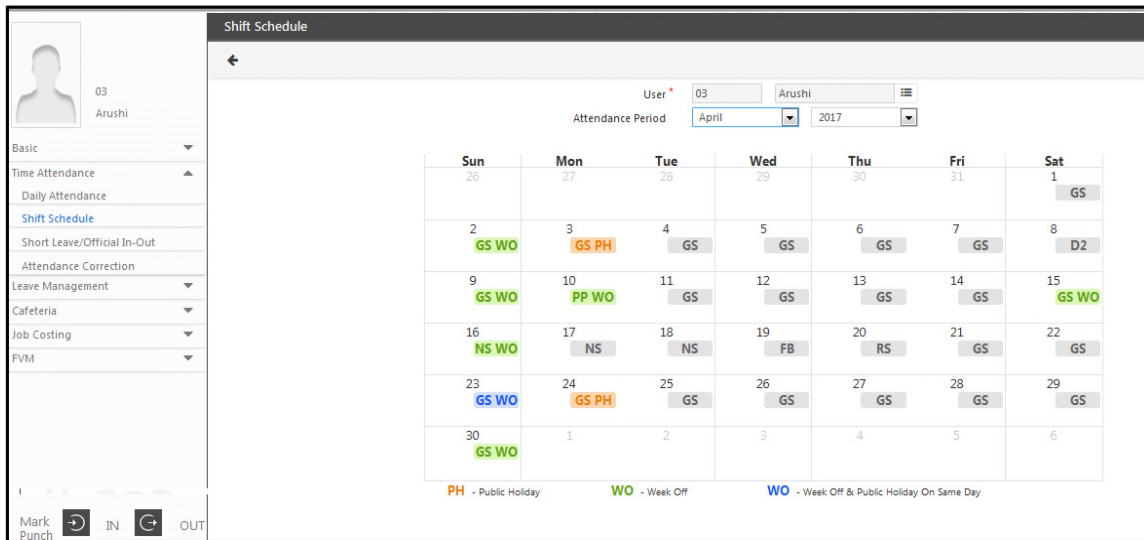 Shift Schedule
03
Arushi
Basic
Time Attendance
Daily Attendance
Shift Schedule
Short Leave/Official In-Out
Attendance Correction
Leave Management
Cafeteria
Job Costing
FVM
Mark Punch IN OUT
User * 03 Arushi
Attendance Period April 2017
Sun Mon Tue Wed Thu Fri Sat
26 27 28 29 30 31 1
GS
2 3 4 5 6 7 8
GS WO GS PH GS GS GS GS D2
9 10 11 12 13 14 15
GS WO PP WO GS GS GS GS GS WO
16 17 18 19 20 21 22
NS WO NS NS FB RS GS GS
23 24 25 26 27 28 29
GS WO GS PH GS GS GS GS GS
30 1 2 3 4 5 6
GS WO
PH - Public Holiday WO - Week Off WO - Week Off & Public Holiday On Same Day